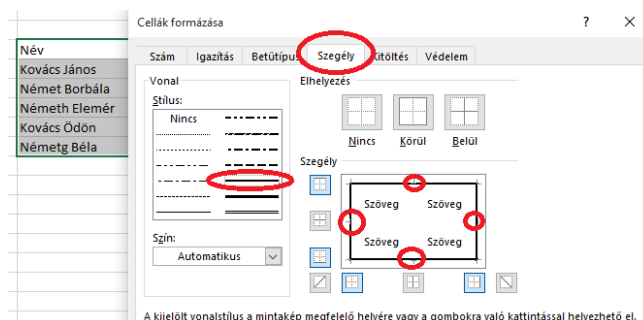 Cellák formázása ? ×
Szám Igazítás Betűtípus Szegély Kitöltés Védelem
Név
Kovács János
Német Borbála
Németh Elemér
Kovács Ödön
Németg Béla
Vonal
Stílus:
Nincs
Szín:
Automatikus
Elhelyezés
Nincs Körül Belül
Szegély
Szöveg Szöveg
Szöveg Szöveg
A kijelölt vonalstílus a mintakép megfelelő helyére vagy a gombokra való kattintással helyezhető el.